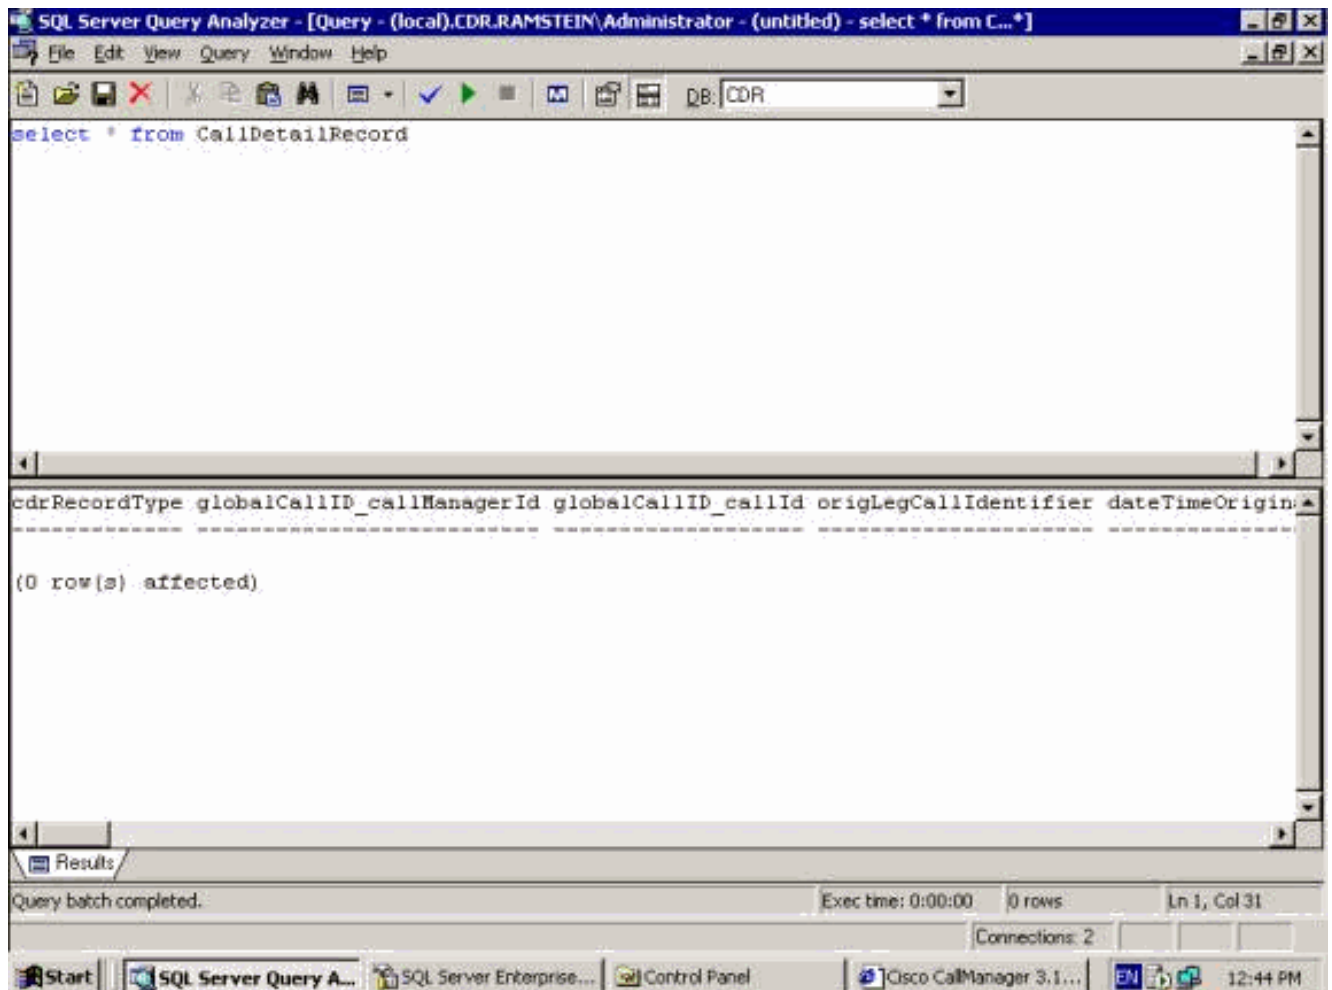 SQL Server Query Analyzer - [Query - (local).CDR.RAMSTEIN\Administrator - (untitled) - select * from C...*]
File Edit View Query Window Help
DB: CDR
select * from CallDetailRecord
cdrRecordType globalCallID_callManagerId globalCallID_callId origLegCallIdentifier dateTimeOrigin
(0 row(s) affected)
Results
Query batch completed.
Exec time: 0:00:00
0 rows
Ln 1, Col 31
Connections: 2
Start
SQL Server Query A...
SQL Server Enterprise...
Control Panel
Cisco CallManager 3.1...
EN
12:44 PM